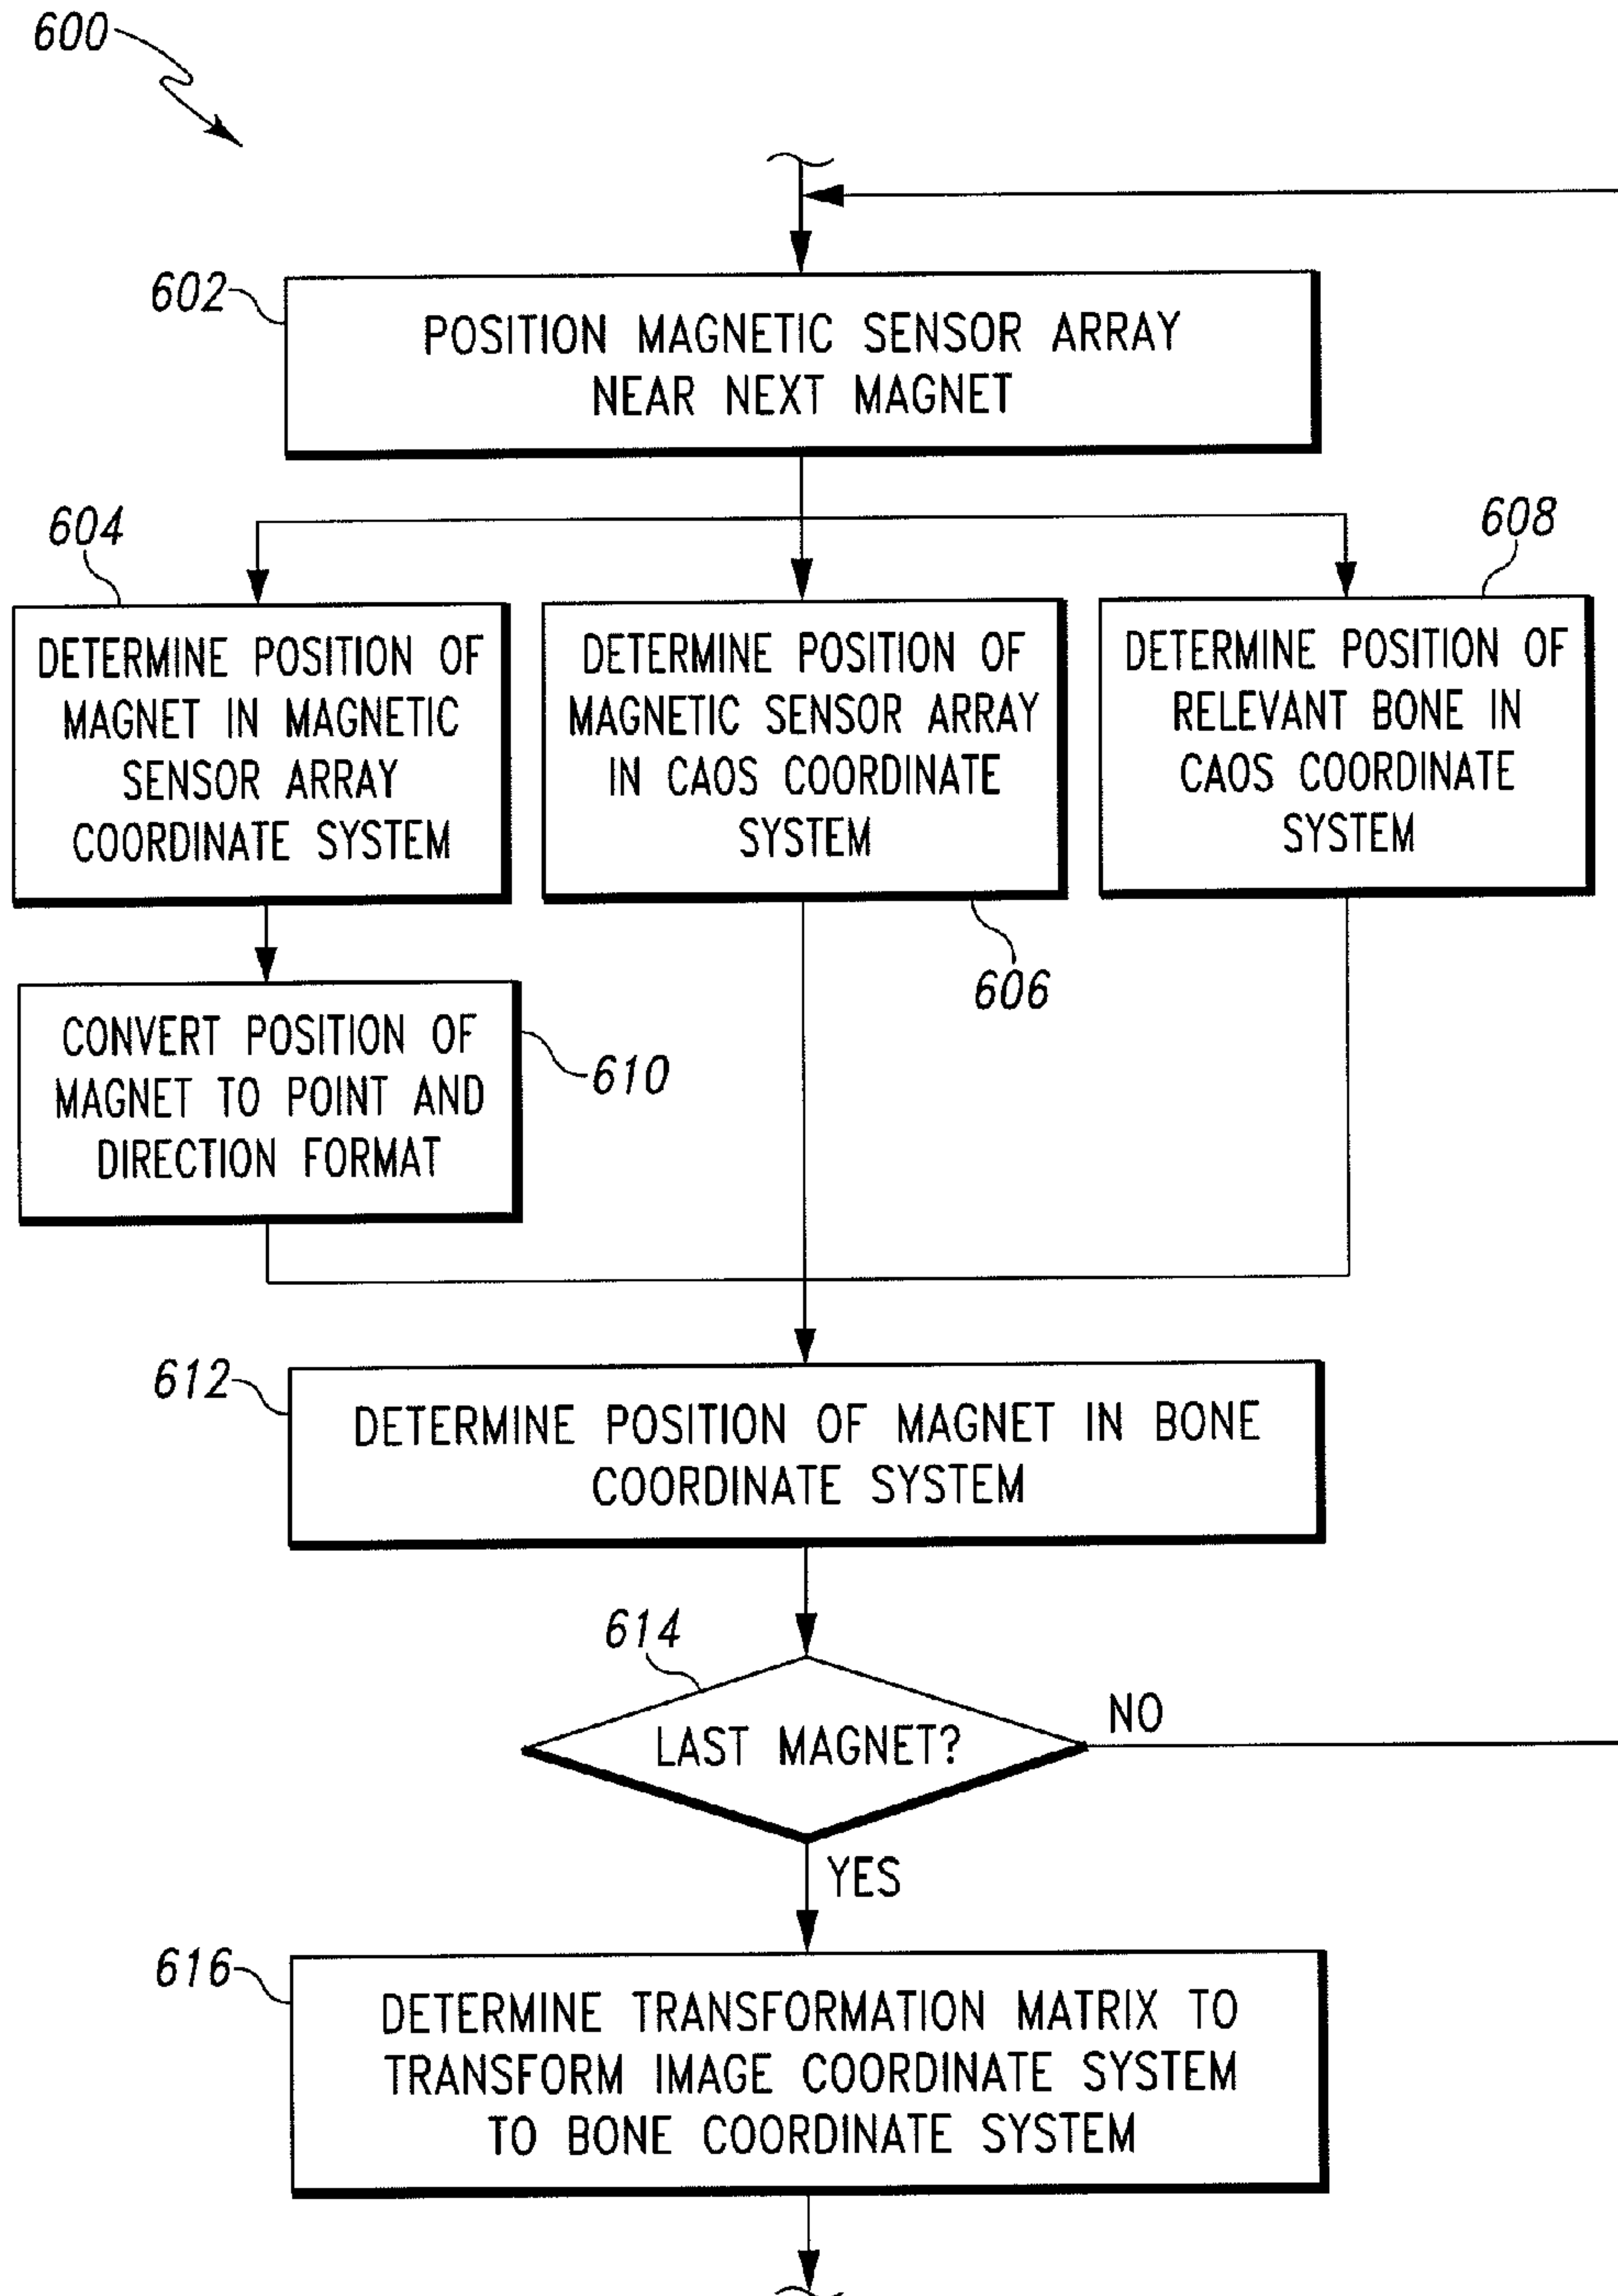 600
602
POSITION MAGNETIC SENSOR ARRAY
NEAR NEXT MAGNET
604
608
DETERMINE POSITION OF
MAGNET IN MAGNETIC
SENSOR ARRAY
COORDINATE SYSTEM
DETERMINE POSITION OF
MAGNETIC SENSOR ARRAY
IN CAOS COORDINATE
SYSTEM
DETERMINE POSITION OF
RELEVANT BONE IN
CAOS COORDINATE
SYSTEM
606
CONVERT POSITION OF
MAGNET TO POINT AND
DIRECTION FORMAT
610
612
DETERMINE POSITION OF MAGNET IN BONE
COORDINATE SYSTEM
614
LAST MAGNET?
NO
YES
616
DETERMINE TRANSFORMATION MATRIX TO
TRANSFORM IMAGE COORDINATE SYSTEM
TO BONE COORDINATE SYSTEM